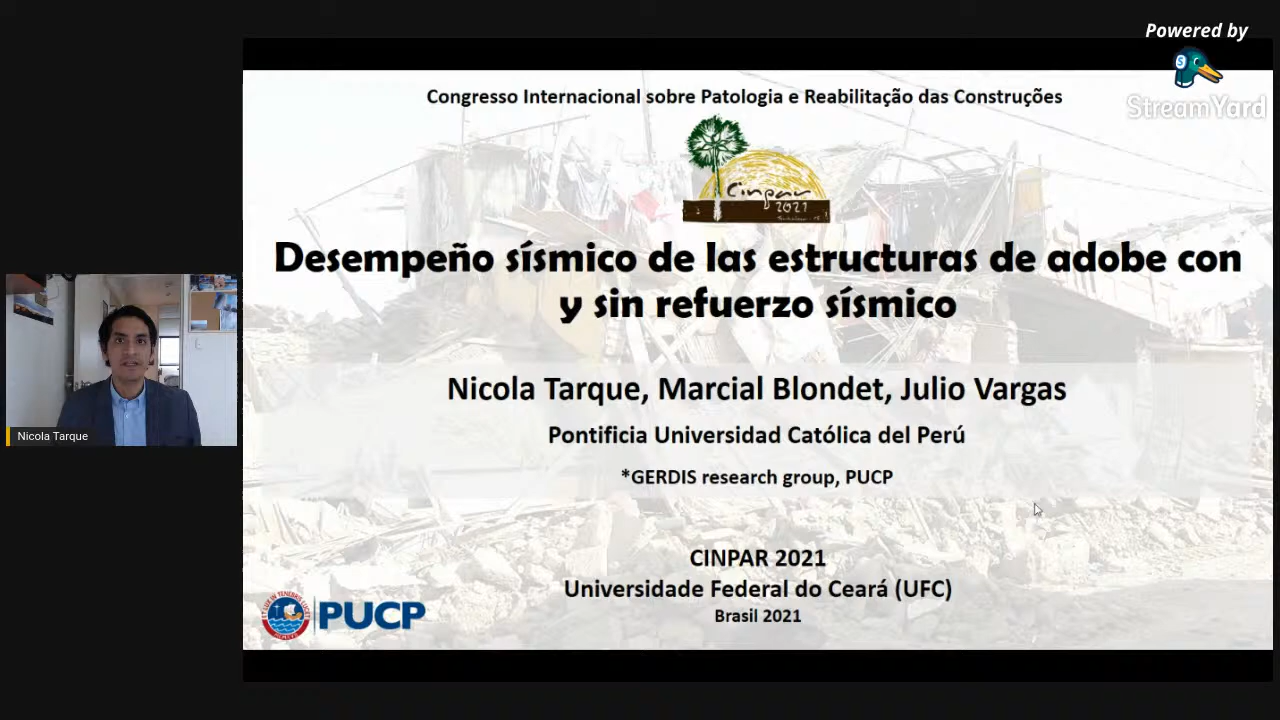 Powered by
StreamYard
Congresso Internacional sobre Patologia e Reabilitação das Construções
Cinpar
2021
Desempeño sísmico de las estructuras de adobe con
y sin refuerzo sísmico
Nicola Tarque, Marcial Blondet, Julio Vargas
Pontificia Universidad Católica del Perú
*GERDIS research group, PUCP
Nicola Tarque
CINPAR 2021
Universidade Federal do Ceará (UFC)
Brasil 2021
PUCP